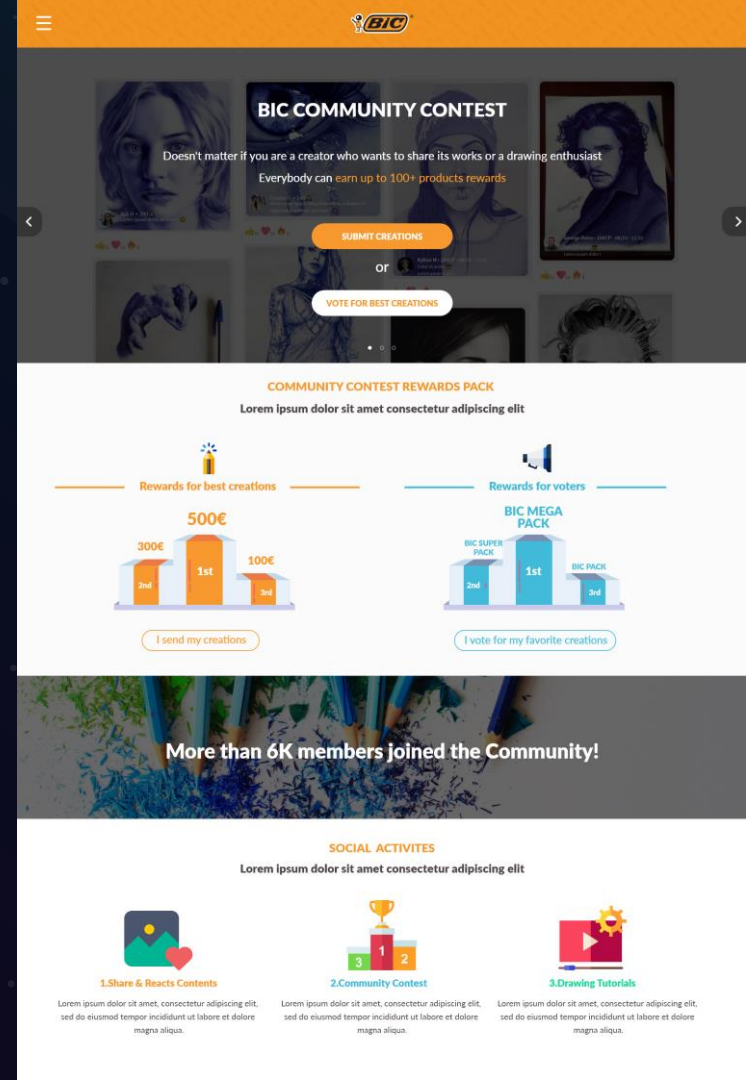 BIC
BIC COMMUNITY CONTEST
Doesn't matter if you are a creator who wants to share its works or a drawing enthusiast
Everybody can earn up to 100+ products rewards
SUBMIT CREATIONS
or
VOTE FOR BEST CREATIONS
COMMUNITY CONTEST REWARDS PACK
Lorem ipsum dolor sit amet consectetur adipiscing elit
Rewards for best creations
500€
300€
100€
1st
2nd
3rd
I send my creations
Rewards for voters
BIC MEGA
PACK
BIC SUPER
PACK
BIC PACK
1st
2nd
3rd
I vote for my favorite creations
More than 6K members joined the Community!
SOCIAL ACTIVITES
Lorem ipsum dolor sit amet consectetur adipiscing elit
3 1 2
1.Share & Reacts Contents
Lorem ipsum dolor sit amet, consectetur adipiscing elit,
sed do eiusmod tempor incididunt ut labore et dolore
magna aliqua.
2.Community Contest
Lorem ipsum dolor sit amet, consectetur adipiscing elit,
sed do eiusmod tempor incididunt ut labore et dolore
magna aliqua.
3.Drawing Tutorials
Lorem ipsum dolor sit amet, consectetur adipiscing elit,
sed do eiusmod tempor incididunt ut labore et dolore
magna aliqua.